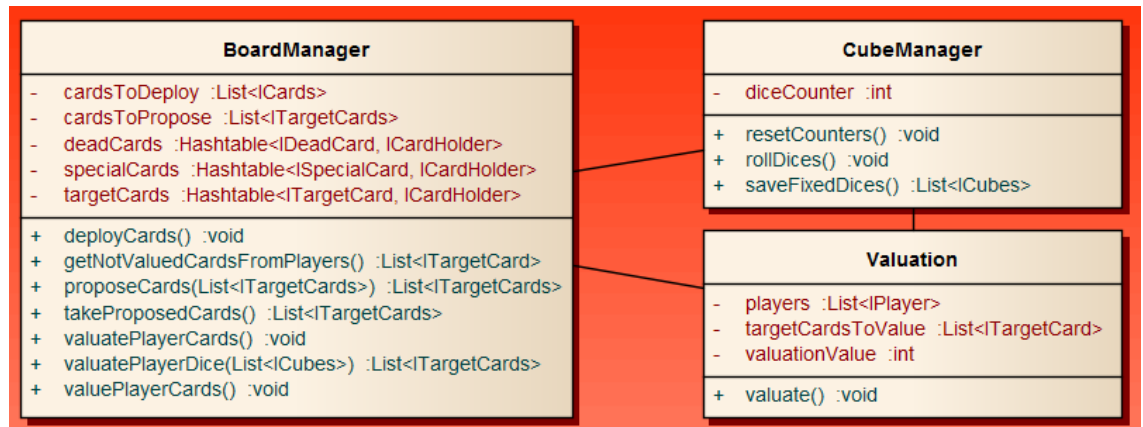 BoardManager
- cardsToDeploy :List<ICards>
- cardsToPropose :List<ITargetCards>
- deadCards :Hashtable<IDeadCard, ICardHolder>
- specialCards :Hashtable<ISpecialCard, ICardHolder>
- targetCards :Hashtable<ITargetCard, ICardHolder>
+ deployCards() :void
+ getNotValuedCardsFromPlayers() :List<ITargetCard>
+ proposeCards(List<ITargetCards>) :List<ITargetCards>
+ takeProposedCards() :List<ITargetCards>
+ valuatePlayerCards() :void
+ valuatePlayerDice(List<ICubes>) :List<ITargetCards>
+ valuePlayerCards() :void
CubeManager
- diceCounter :int
+ resetCounters() :void
+ rollDices() :void
+ saveFixedDices() :List<ICubes>
Valuation
- players :List<IPlayer>
- targetCardsToValue :List<ITargetCard>
- valuationValue :int
+ valuate() :void